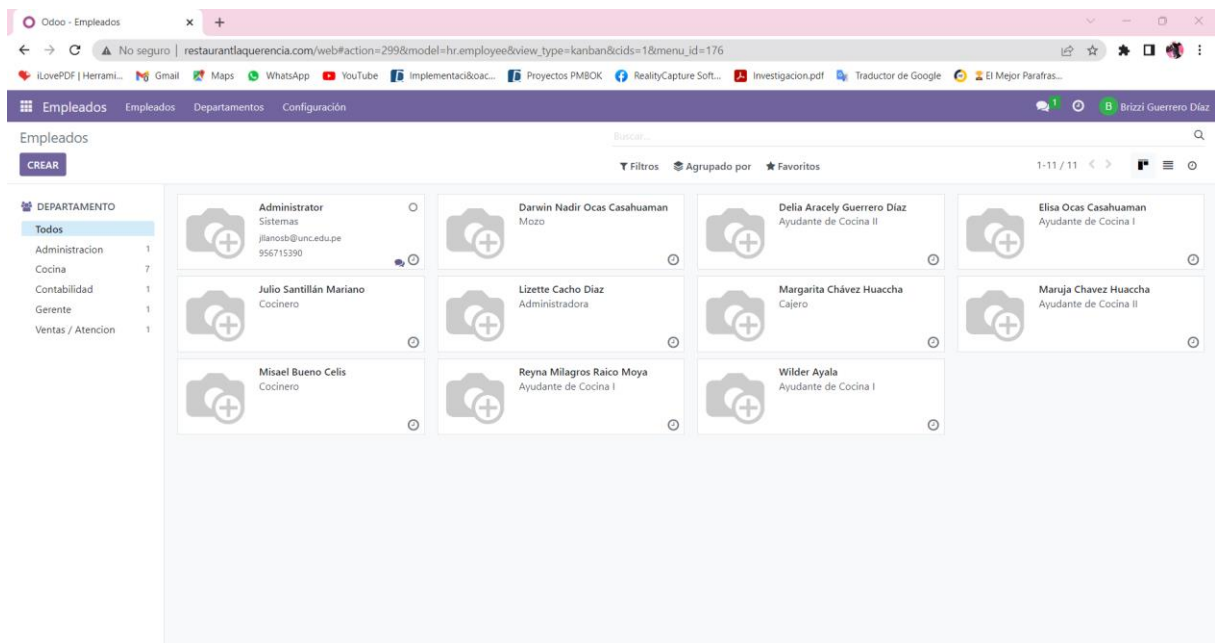 Odoo - Empleados
No seguro | restaurantlaquerencia.com/web#action=299&model=hr.employee&view_type=kanban&cids=1&menu_id=176
iLovePDF | Herrami... Gmail Maps WhatsApp YouTube Implementaci&oac... Proyectos PMBOK RealityCapture Soft... Investigacion.pdf Traductor de Google El Mejor Parafras...
Empleados Empleados Departamentos Configuración 1 B Brizzi Guerrero Díaz
Empleados Buscar...
CREAR Filtros Agrupado por Favoritos 1-11 / 11
DEPARTAMENTO
Todos
Administracion 1
Cocina 7
Contabilidad 1
Gerente 1
Ventas / Atencion 1
Administrator
Sistemas
jllanosb@unc.edu.pe
956715390
Darwin Nadir Ocas Casahuaman
Mozo
Delia Aracely Guerrero Díaz
Ayudante de Cocina II
Elisa Ocas Casahuaman
Ayudante de Cocina I
Julio Santillán Mariano
Cocinero
Lizette Cacho Díaz
Administradora
Margarita Chávez Huaccha
Cajero
Maruja Chavez Huaccha
Ayudante de Cocina II
Misael Bueno Celis
Cocinero
Reyna Milagros Raico Moya
Ayudante de Cocina I
Wilder Ayala
Ayudante de Cocina I